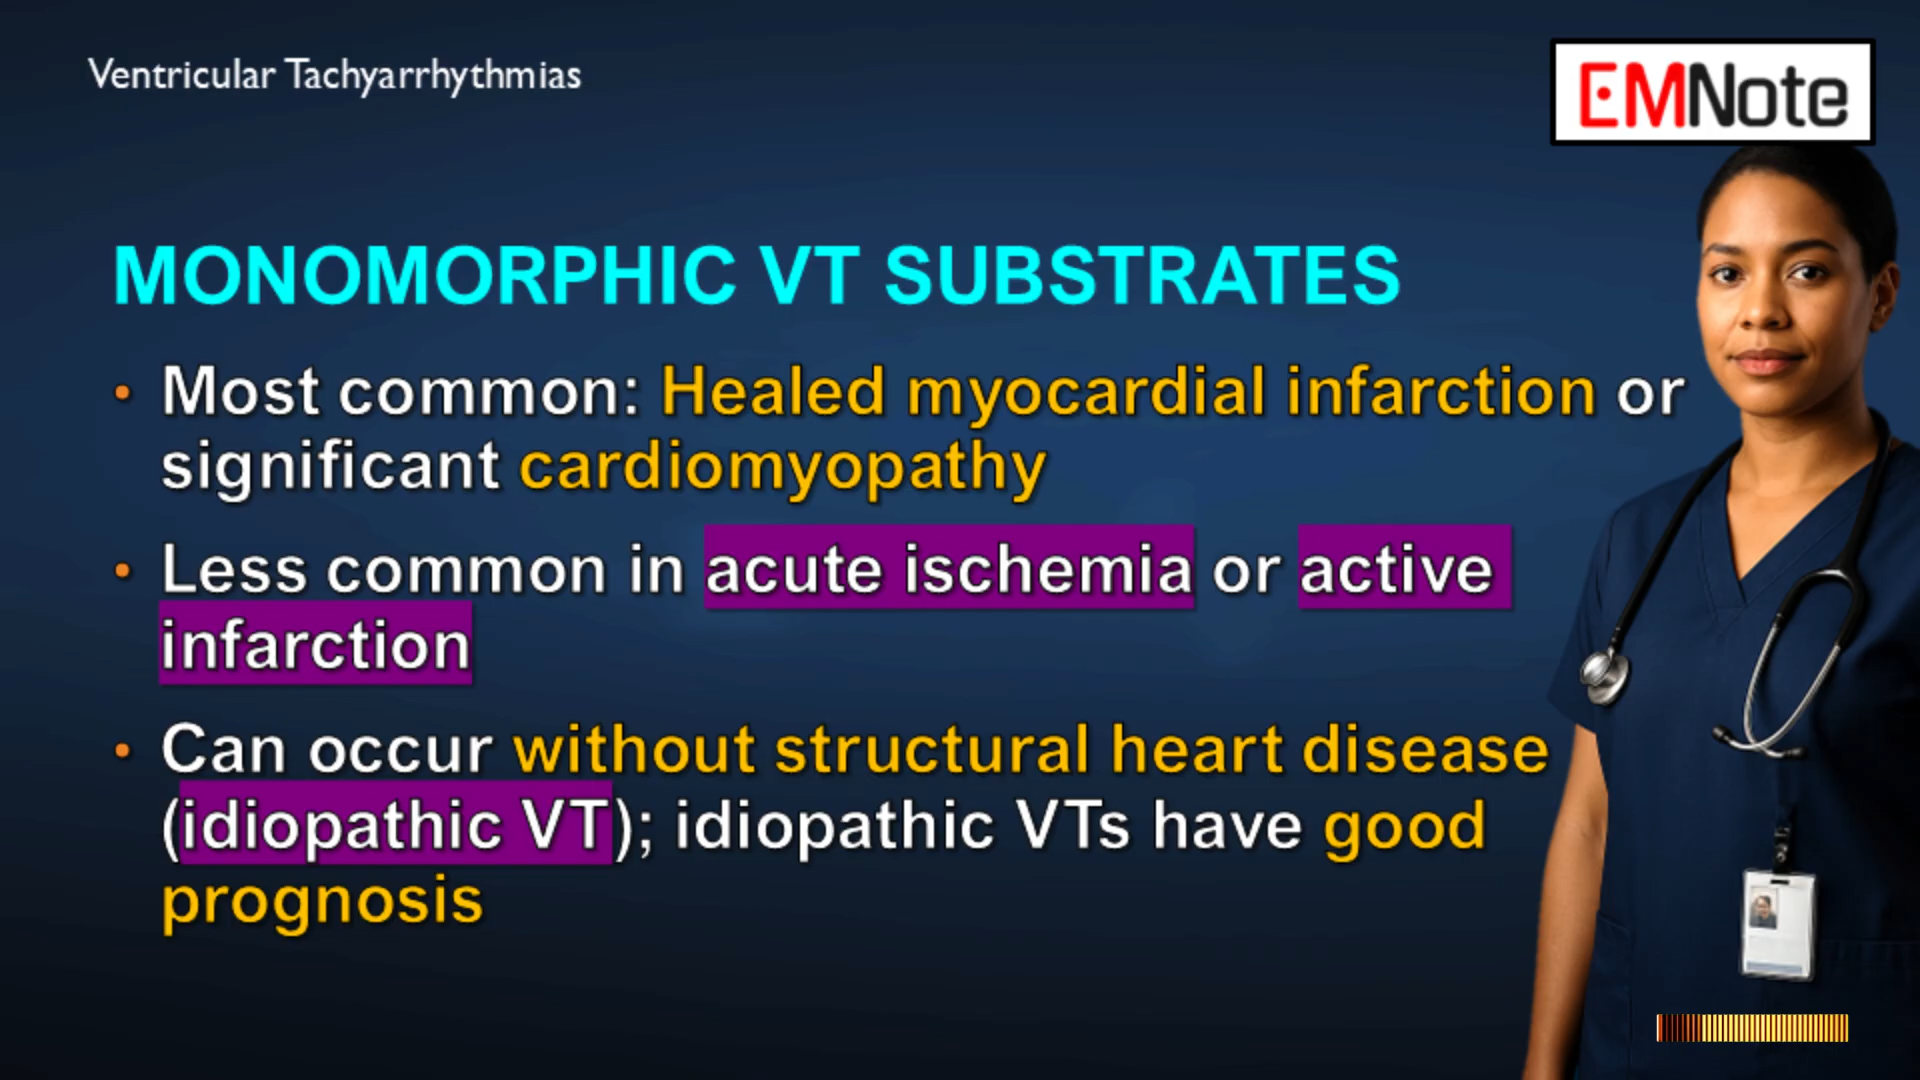 Ventricular Tachyarrhythmias
EMNote
MONOMORPHIC VT SUBSTRATES
• Most common: Healed myocardial infarction or
significant cardiomyopathy
• Less common in acute ischemia or active
infarction
• Can occur without structural heart disease
(idiopathic VT); idiopathic VTs have good
prognosis